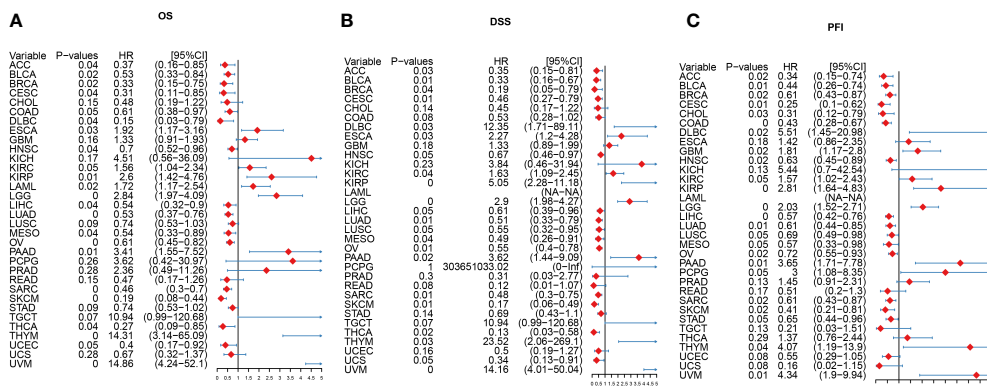 A
OS
Variable P-values HR [95%CI]
ACC 0.04 0.37 (0.16-0.85)
BLCA 0.02 0.53 (0.33-0.84)
BRCA 0.02 0.33 (0.15-0.75)
CESC 0.04 0.31 (0.11-0.85)
CHOL 0.15 0.48 (0.19-1.22)
COAD 0.05 0.61 (0.38-0.97)
DLBC 0.04 0.15 (0.03-0.79)
ESCA 0.03 1.92 (1.17-3.16)
GBM 0.16 1.33 (0.91-1.93)
HNSC 0.04 0.7 (0.52-0.96)
KICH 0.17 4.51 (0.56-36.09)
KIRC 0.05 1.56 (1.04-2.34)
KIRP 0.01 2.6 (1.42-4.76)
LAML 0.02 1.72 (1.17-2.54)
LGG 0 2.84 (1.97-4.09)
LIHC 0.04 0.54 (0.32-0.9)
LUAD 0 0.53 (0.37-0.76)
LUSC 0.09 0.74 (0.53-1.03)
MESO 0.04 0.54 (0.33-0.89)
OV 0 0.61 (0.45-0.82)
PAAD 0.01 3.41 (1.55-7.52)
PCPG 0.26 3.62 (0.42-30.97)
PRAD 0.28 2.36 (0.49-11.26)
READ 0.15 0.47 (0.17-1.26)
SARC 0 0.46 (0.3-0.7)
SKCM 0 0.19 (0.08-0.44)
STAD 0.09 0.74 (0.53-1.02)
TGCT 0.07 10.94 (0.99-120.68)
THCA 0.04 0.27 (0.09-0.85)
THYM 0 14.31 (3.14-65.09)
UCEC 0.05 0.4 (0.17-0.92)
UCS 0.28 0.67 (0.32-1.37)
UVM 0 14.86 (4.24-52.1)
0 0.5 1 1.5 2 2.5 3 3.5 4 4.5 5
B
DSS
Variable P-values HR [95%CI]
ACC 0.03 0.35 (0.15-0.81)
BLCA 0.01 0.33 (0.16-0.67)
BRCA 0.04 0.19 (0.05-0.79)
CESC 0.01 0.46 (0.27-0.79)
CHOL 0.14 0.45 (0.17-1.22)
COAD 0.08 0.53 (0.28-1.02)
DLBC 0.03 12.35 (1.71-89.11)
ESCA 0.03 2.27 (1.2-4.28)
GBM 0.18 1.33 (0.9-1.99)
HNSC 0.05 0.67 (0.46-0.97)
KICH 0.23 3.84 (0.46-31.94)
KIRC 0.04 1.63 (1.09-2.45)
KIRP 0 5.05 (2.28-11.18)
LAML (NA-NA)
LGG 0 2.9 (1.98-4.27)
LIHC 0.05 0.61 (0.39-0.96)
LUAD 0.01 0.51 (0.33-0.79)
LUSC 0.05 0.55 (0.32-0.95)
MESO 0.04 0.49 (0.26-0.91)
OV 0.01 0.55 (0.4-0.78)
PAAD 0.02 3.62 (1.44-9.09)
PCPG 1 303651033.02 (0-Inf)
PRAD 0.3 0.31 (0.03-2.77)
READ 0.08 0.12 (0.01-1.07)
SARC 0.01 0.48 (0.3-0.75)
SKCM 0.01 0.17 (0.06-0.49)
STAD 0.14 0.69 (0.43-1.1)
TGCT 0.07 10.94 (0.99-120.68)
THCA 0.02 0.13 (0.03-0.58)
THYM 0.03 23.52 (2.06-269.1)
UCEC 0.16 0.5 (0.19-1.27)
UCS 0.05 0.34 (0.13-0.91)
UVM 0 14.16 (4.01-50.04)
0 0.5 1 1.5 2 2.5 3 3.5 4 4.5 5
C
PFI
Variable P-values HR [95%CI]
ACC 0.02 0.34 (0.15-0.74)
BLCA 0.01 0.44 (0.26-0.74)
BRCA 0.02 0.61 (0.43-0.87)
CESC 0.01 0.25 (0.1-0.62)
CHOL 0.03 0.31 (0.12-0.79)
COAD 0 0.43 (0.28-0.67)
DLBC 0.02 5.51 (1.45-20.98)
ESCA 0.18 1.42 (0.86-2.35)
GBM 0.02 1.81 (1.17-2.8)
HNSC 0.02 0.63 (0.45-0.89)
KICH 0.13 5.44 (0.7-42.54)
KIRC 0.05 1.57 (1.02-2.43)
KIRP 0 2.81 (1.64-4.83)
LAML (NA-NA)
LGG 0 2.03 (1.52-2.71)
LIHC 0 0.57 (0.42-0.76)
LUAD 0.01 0.61 (0.44-0.85)
LUSC 0.05 0.69 (0.49-0.98)
MESO 0.05 0.57 (0.33-0.98)
OV 0.02 0.72 (0.55-0.93)
PAAD 0.01 3.65 (1.71-7.78)
PCPG 0.05 3 (1.08-8.35)
PRAD 0.13 1.45 (0.91-2.31)
READ 0.17 0.51 (0.2-1.3)
SARC 0.02 0.61 (0.43-0.87)
SKCM 0.02 0.41 (0.21-0.81)
STAD 0.05 0.65 (0.44-0.96)
TGCT 0.13 0.21 (0.03-1.51)
THCA 0.29 1.37 (0.76-2.44)
THYM 0.04 4.07 (1.19-13.9)
UCEC 0.08 0.55 (0.29-1.05)
UCS 0.08 0.16 (0.02-1.15)
UVM 0.01 4.34 (1.9-9.94)
0 0.5 1 1.5 2 2.5 3 3.5 4 4.5